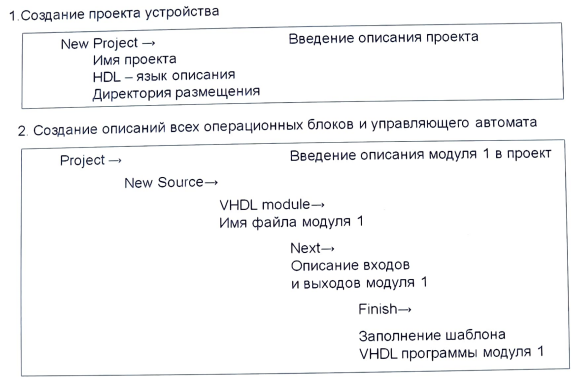 1.Создание проекта устройства
New Project → Введение описания проекта
Имя проекта
HDL – язык описания
Директория размещения
2. Создание описаний всех операционных блоков и управляющего автомата
Project → Введение описания модуля 1 в проект
New Source→
VHDL module→
Имя файла модуля 1
Next→
Описание входов
и выходов модуля 1
Finish→
Заполнение шаблона
VHDL программы модуля 1